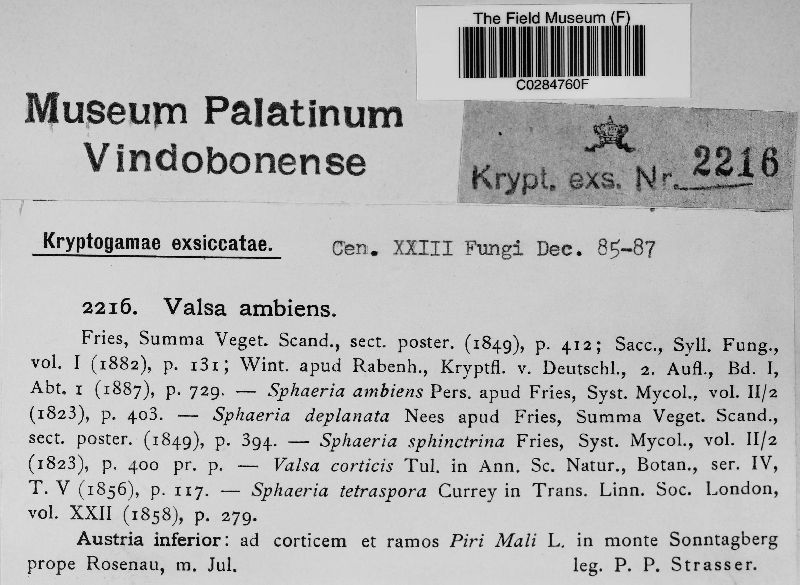 The Field Museum (F)
C0284760F
Museum Palatinum
Vindobonense
Krypt. exs. Nr. 2216
Kryptogamae exsiccatae. Cen. XXIII Fungi Dec. 85-87
2216. Valsa ambiens.
Fries, Summa Veget. Scand., sect. poster. (1849), p. 412; Sacc., Syll. Fung.,
vol. I (1882), p. 131; Wint. apud Rabenh., Kryptfl. v. Deutschl., 2. Aufl., Bd. I,
Abt. 1 (1887), p. 729. — Sphaeria ambiens Pers. apud Fries, Syst. Mycol., vol. II/2
(1823), p. 403. — Sphaeria deplanata Nees apud Fries, Summa Veget. Scand.,
sect. poster. (1849), p. 394. — Sphaeria sphinctrina Fries, Syst. Mycol., vol. II/2
(1823), p. 400 pr. p. — Valsa corticis Tul. in Ann. Sc. Natur., Botan., ser. IV,
T. V (1856), p. 117. — Sphaeria tetraspora Currey in Trans. Linn. Soc. London,
vol. XXII (1858), p. 279.
Austria inferior: ad corticem et ramos Piri Mali L. in monte Sonntagberg
prope Rosenau, m. Jul. leg. P. P. Strasser.